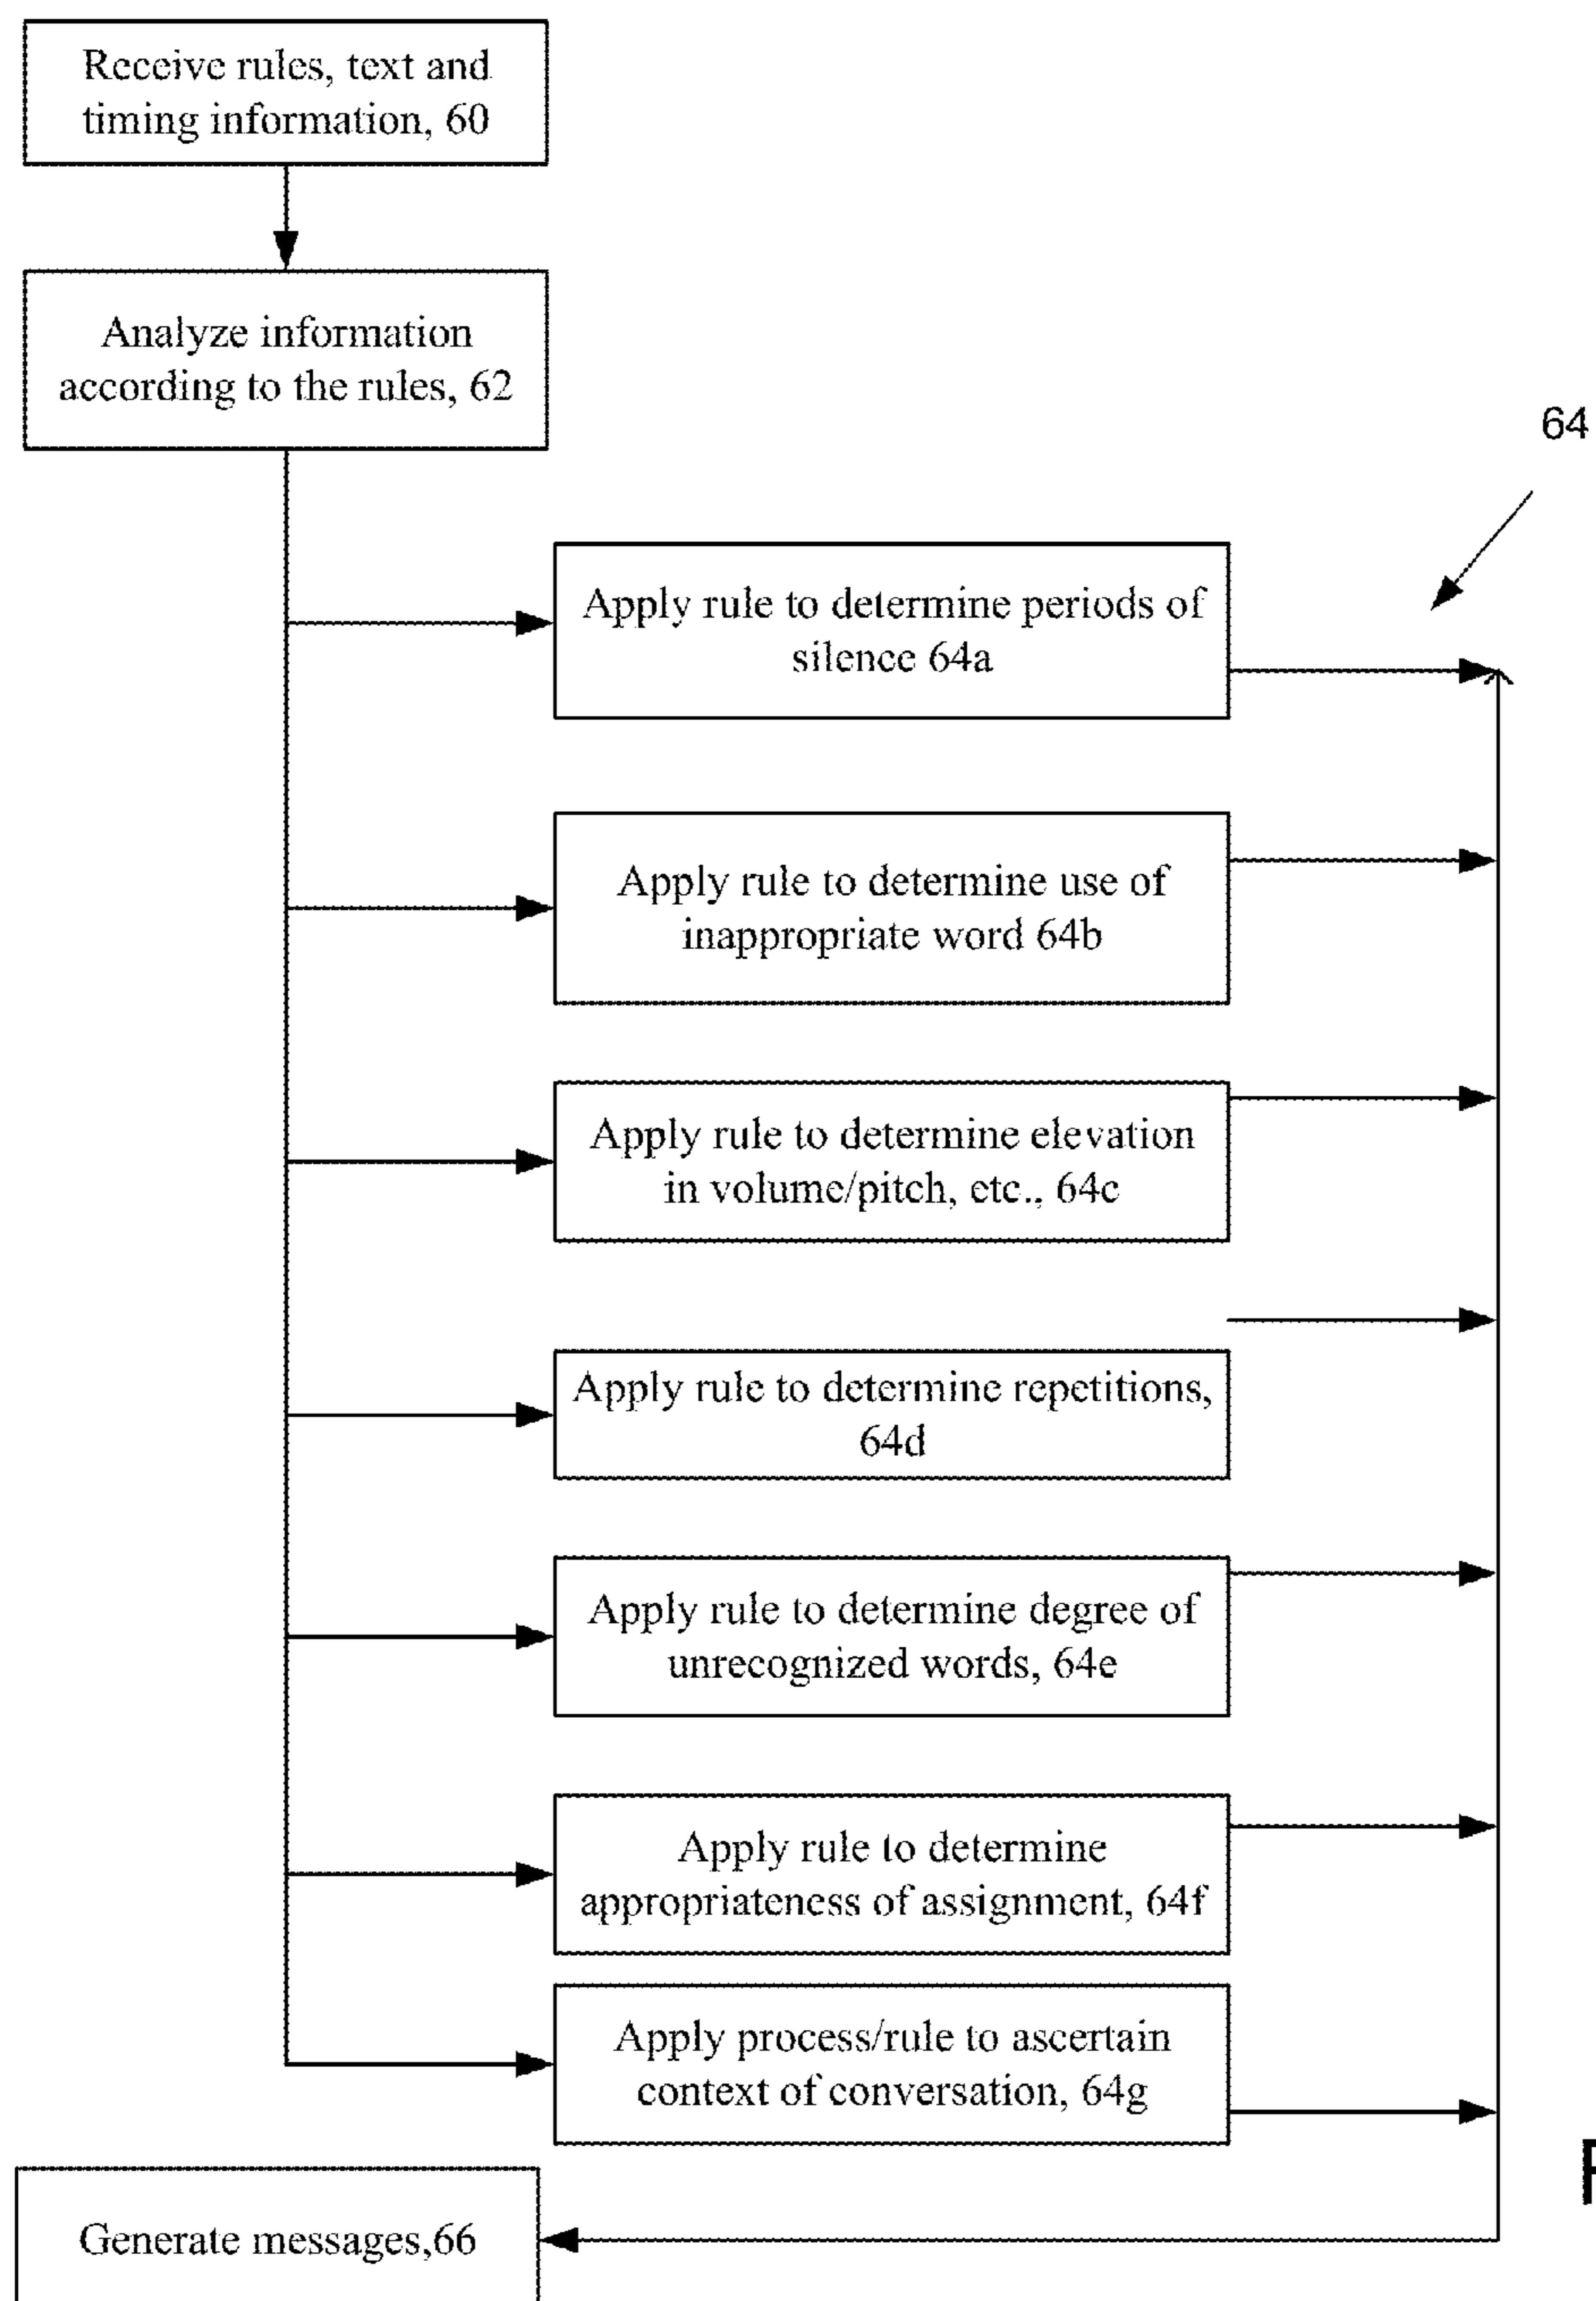 Receive rules, text and
timing information, 60
Analyze information
according to the rules, 62
64
Apply rule to determine periods of
silence 64a
Apply rule to determine use of
inappropriate word 64b
Apply rule to determine elevation
in volume/pitch, etc., 64c
Apply rule to determine repetitions,
64d
Apply rule to determine degree of
unrecognized words, 64e
Apply rule to determine
appropriateness of assignment, 64f
Apply process/rule to ascertain
context of conversation, 64g
Generate messages,66